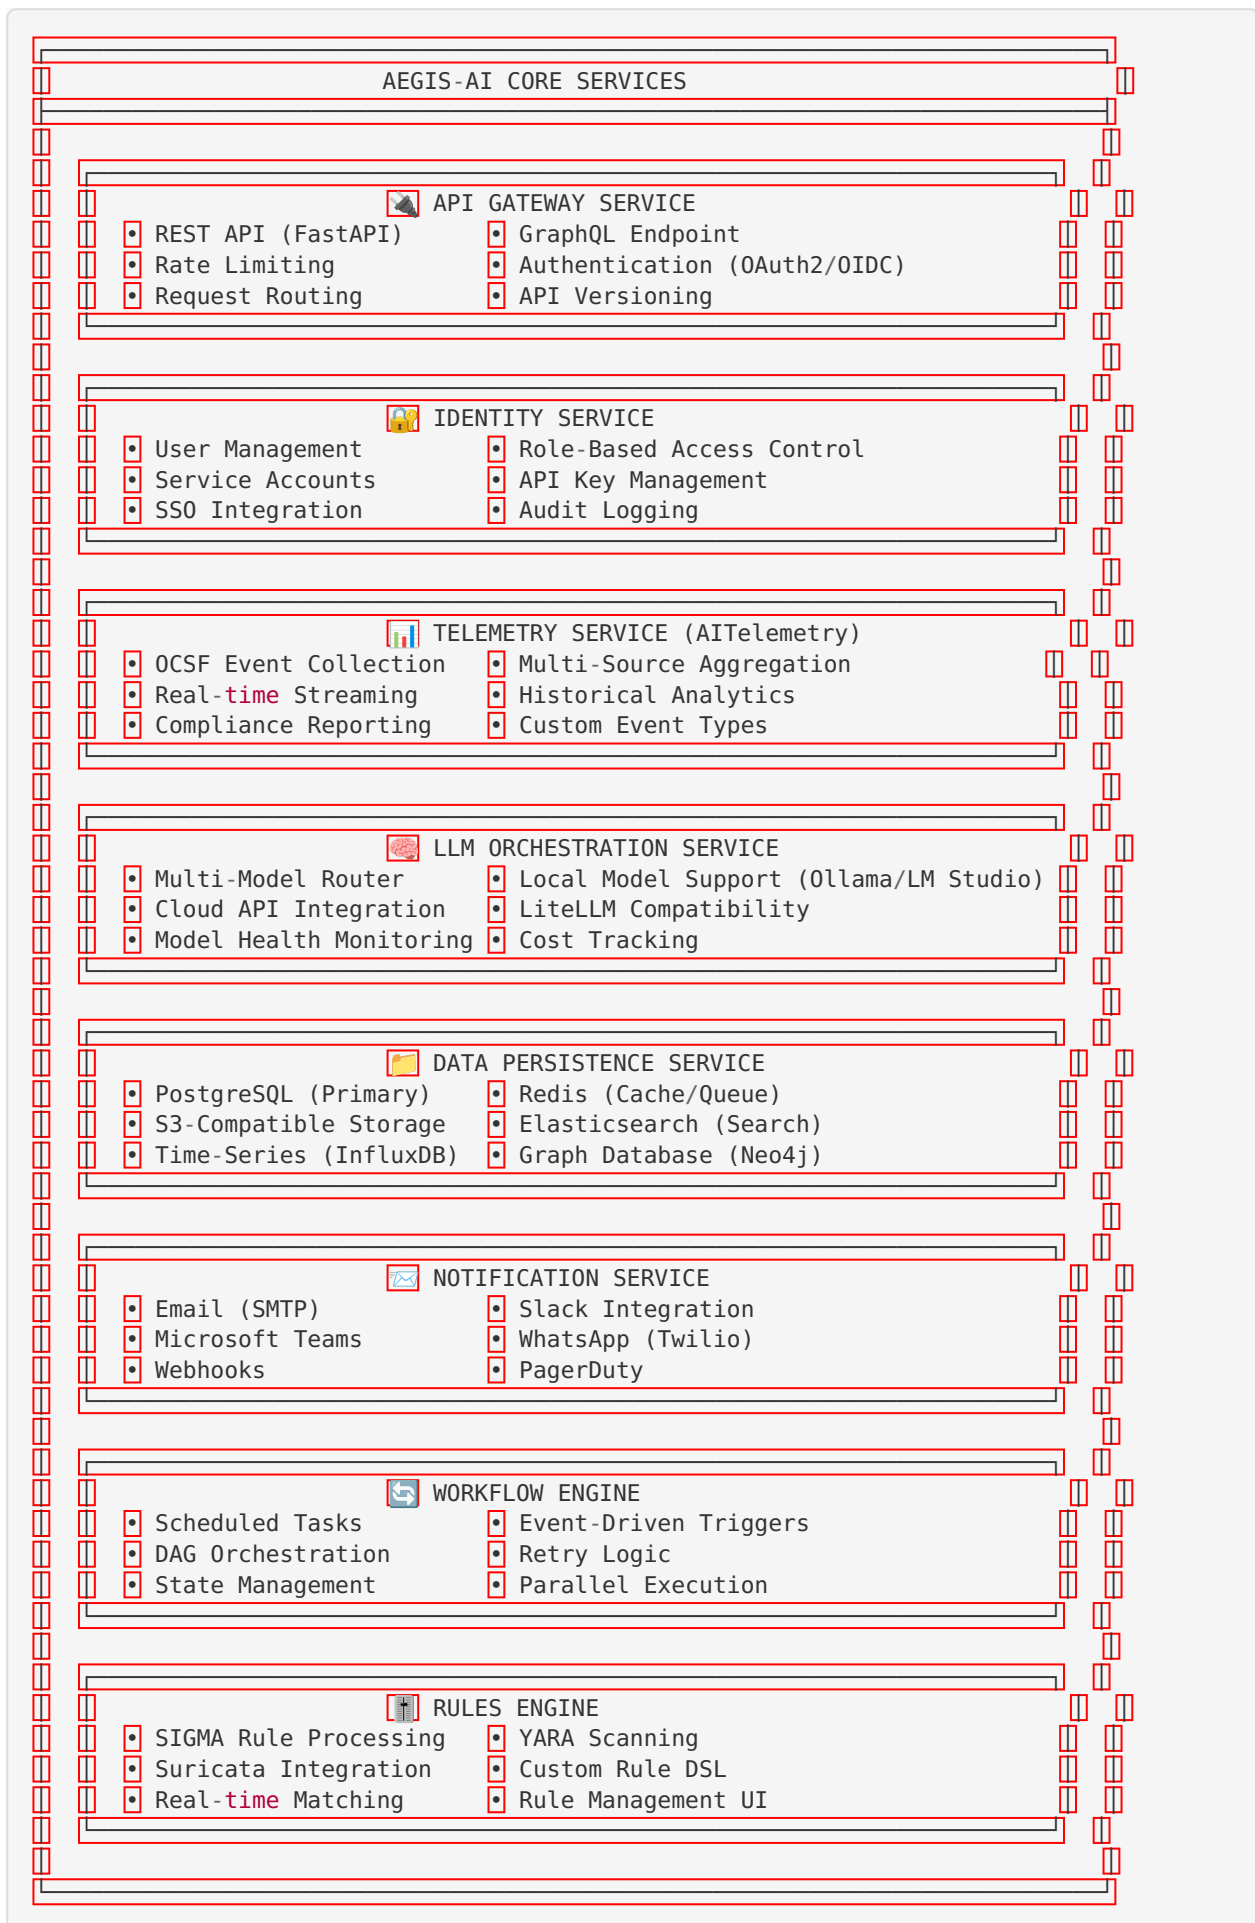 AEGIS-AI CORE SERVICES
🔌 API GATEWAY SERVICE
• REST API (FastAPI) • GraphQL Endpoint
• Rate Limiting • Authentication (OAuth2/OIDC)
• Request Routing • API Versioning
🔐 IDENTITY SERVICE
• User Management • Role-Based Access Control
• Service Accounts • API Key Management
• SSO Integration • Audit Logging
📊 TELEMETRY SERVICE (AITelemetry)
• OCSF Event Collection • Multi-Source Aggregation
• Real-time Streaming • Historical Analytics
• Compliance Reporting • Custom Event Types
🧠 LLM ORCHESTRATION SERVICE
• Multi-Model Router • Local Model Support (Ollama/LM Studio)
• Cloud API Integration • LiteLLM Compatibility
• Model Health Monitoring • Cost Tracking
📁 DATA PERSISTENCE SERVICE
• PostgreSQL (Primary) • Redis (Cache/Queue)
• S3-Compatible Storage • Elasticsearch (Search)
• Time-Series (InfluxDB) • Graph Database (Neo4j)
📨 NOTIFICATION SERVICE
• Email (SMTP) • Slack Integration
• Microsoft Teams • WhatsApp (Twilio)
• Webhooks • PagerDuty
🔄 WORKFLOW ENGINE
• Scheduled Tasks • Event-Driven Triggers
• DAG Orchestration • Retry Logic
• State Management • Parallel Execution
🎚 RULES ENGINE
• SIGMA Rule Processing • YARA Scanning
• Suricata Integration • Custom Rule DSL
• Real-time Matching • Rule Management UI